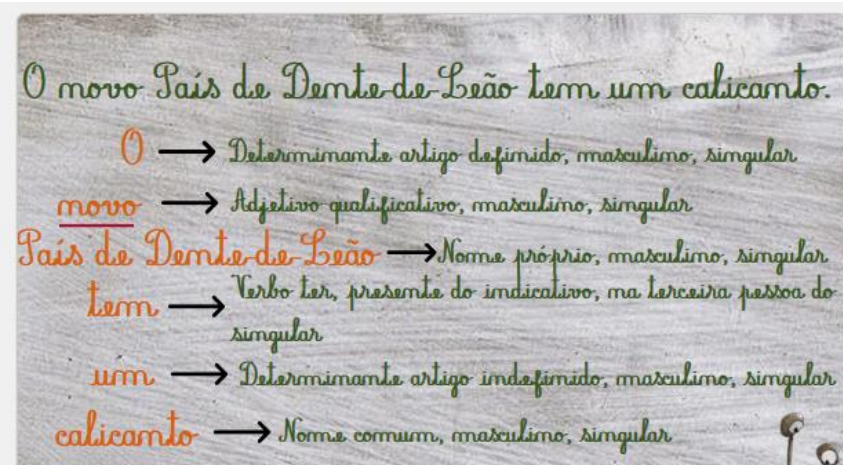 O novo País de Dente-de-Leão tem um calicanto.
O → Determinante artigo definido, masculino, singular
novo → Adjetivo qualificativo, masculino, singular
País de Dente-de-Leão → Nome próprio, masculino, singular
tem → Verbo ter, presente do indicativo, na terceira pessoa do
singular
um → Determinante artigo indefinido, masculino, singular
calicanto → Nome comum, masculino, singular